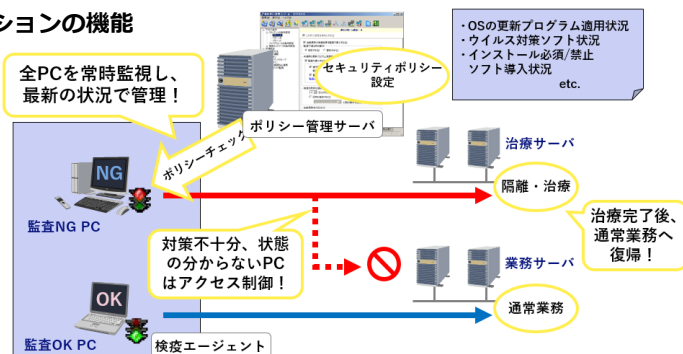 ションの機能
・OSの更新プログラム適用状況
・ウイルス対策ソフト状況
・インストール必須/禁止
ソフト導入状況
etc.
全PCを常時監視し、
最新の状況で管理！
セキュリティポリシー
設定
ポリシー管理サーバ
ポリシーチェック
治療サーバ
NG
隔離・治療
監査NG PC
対策不十分、状態
の分からないPC
はアクセス制御！
治療完了後、
通常業務へ
復帰！
業務サーバ
OK
通常業務
監査OK PC
検疫エージェント